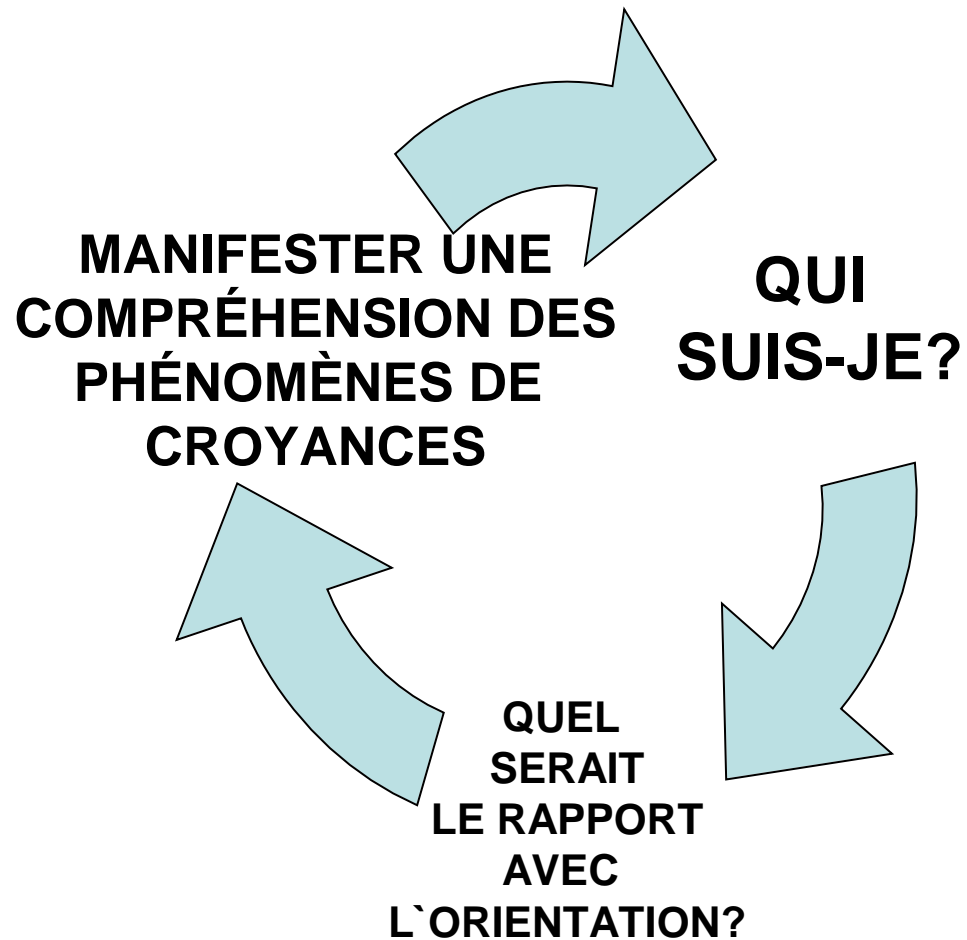 MANIFESTER UNE
COMPRÉHENSION DES
PHÉNOMÈNES DE
CROYANCES
QUI
SUIS-JE?
QUEL
SERAIT
LE RAPPORT
AVEC
L`ORIENTATION?